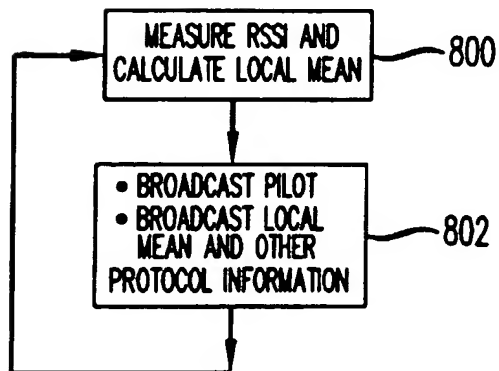 MEASURE RSSI AND
CALCULATE LOCAL MEAN
800
• BROADCAST PILOT
• BROADCAST LOCAL
MEAN AND OTHER
PROTOCOL INFORMATION
802